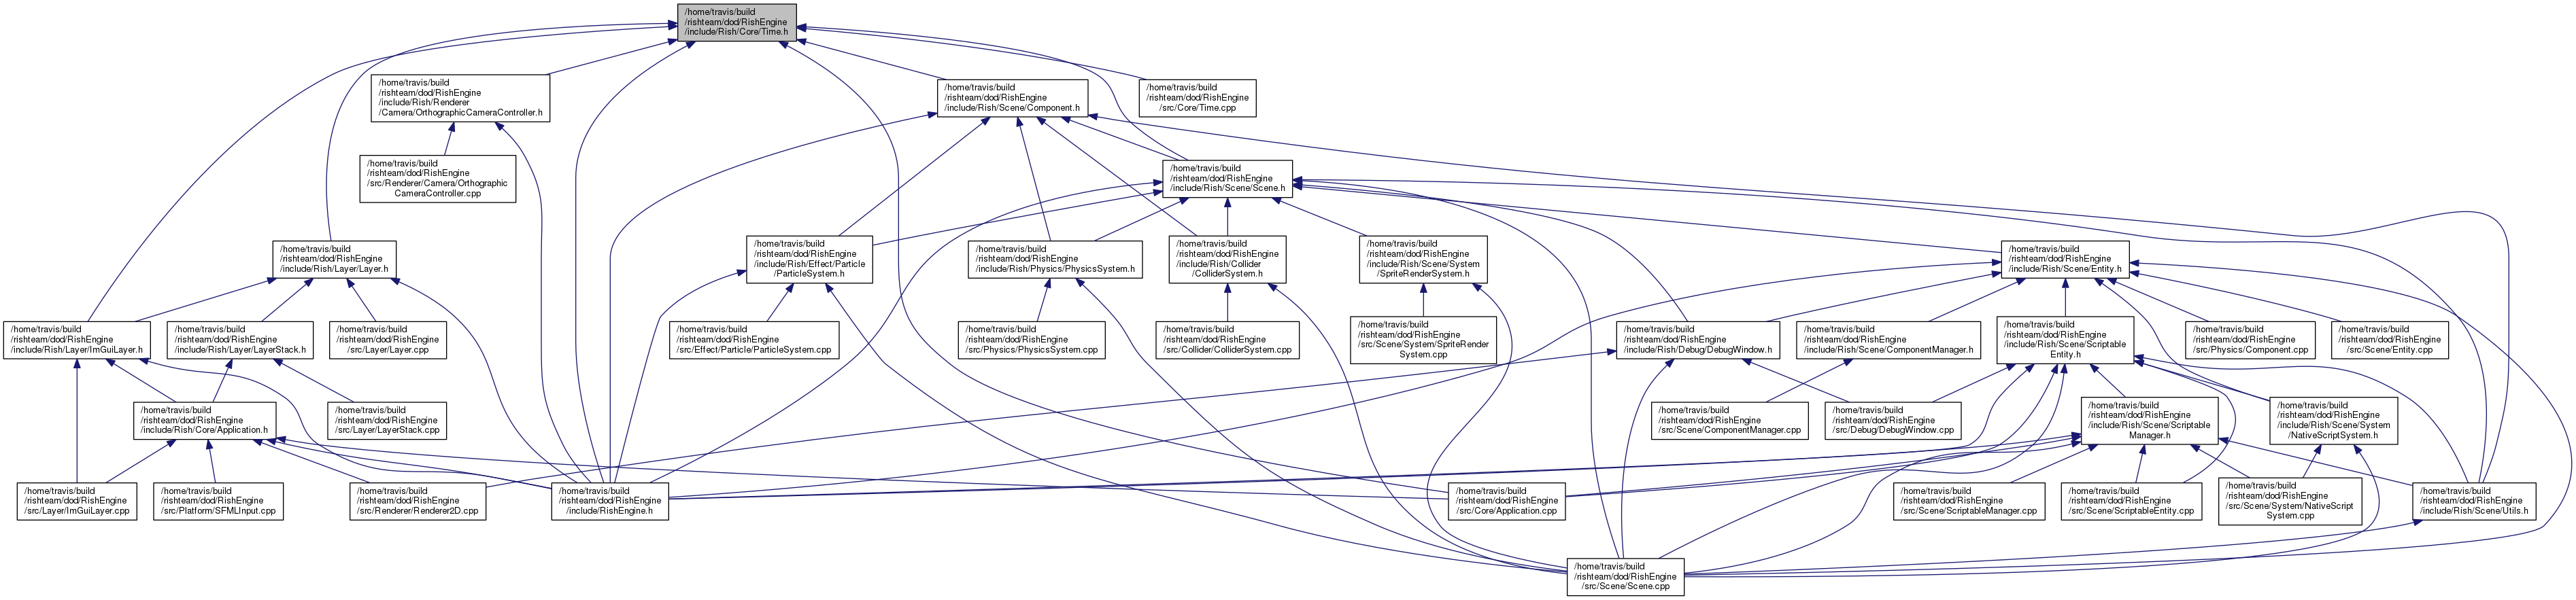 /home/travis/build
/rishteam/dod/RishEngine
/include/Rish/Core/Time.h
/home/travis/build
/rishteam/dod/RishEngine
/include/Rish/Renderer
/Camera/OrthographicCameraController.h
/home/travis/build
/rishteam/dod/RishEngine
/include/Rish/Scene/Component.h
/home/travis/build
/rishteam/dod/RishEngine
/src/Core/Time.cpp
/home/travis/build
/rishteam/dod/RishEngine
/src/Renderer/Camera/Orthographic
CameraController.cpp
/home/travis/build
/rishteam/dod/RishEngine
/include/Rish/Scene/Scene.h
/home/travis/build
/rishteam/dod/RishEngine
/include/Rish/Layer/Layer.h
/home/travis/build
/rishteam/dod/RishEngine
/include/Rish/Effect/Particle
/ParticleSystem.h
/home/travis/build
/rishteam/dod/RishEngine
/include/Rish/Physics/PhysicsSystem.h
/home/travis/build
/rishteam/dod/RishEngine
/include/Rish/Collider
/ColliderSystem.h
/home/travis/build
/rishteam/dod/RishEngine
/include/Rish/Scene/System
/SpriteRenderSystem.h
/home/travis/build
/rishteam/dod/RishEngine
/include/Rish/Scene/Entity.h
/home/travis/build
/rishteam/dod/RishEngine
/include/Rish/Layer/ImGuiLayer.h
/home/travis/build
/rishteam/dod/RishEngine
/include/Rish/Layer/LayerStack.h
/home/travis/build
/rishteam/dod/RishEngine
/src/Layer/Layer.cpp
/home/travis/build
/rishteam/dod/RishEngine
/src/Effect/Particle/ParticleSystem.cpp
/home/travis/build
/rishteam/dod/RishEngine
/src/Physics/PhysicsSystem.cpp
/home/travis/build
/rishteam/dod/RishEngine
/src/Collider/ColliderSystem.cpp
/home/travis/build
/rishteam/dod/RishEngine
/src/Scene/System/SpriteRender
System.cpp
/home/travis/build
/rishteam/dod/RishEngine
/include/Rish/Debug/DebugWindow.h
/home/travis/build
/rishteam/dod/RishEngine
/include/Rish/Scene/ComponentManager.h
/home/travis/build
/rishteam/dod/RishEngine
/include/Rish/Scene/Scriptable
Entity.h
/home/travis/build
/rishteam/dod/RishEngine
/src/Physics/Component.cpp
/home/travis/build
/rishteam/dod/RishEngine
/src/Scene/Entity.cpp
/home/travis/build
/rishteam/dod/RishEngine
/include/Rish/Core/Application.h
/home/travis/build
/rishteam/dod/RishEngine
/src/Layer/LayerStack.cpp
/home/travis/build
/rishteam/dod/RishEngine
/src/Scene/ComponentManager.cpp
/home/travis/build
/rishteam/dod/RishEngine
/src/Debug/DebugWindow.cpp
/home/travis/build
/rishteam/dod/RishEngine
/include/Rish/Scene/Scriptable
Manager.h
/home/travis/build
/rishteam/dod/RishEngine
/include/Rish/Scene/System
/NativeScriptSystem.h
/home/travis/build
/rishteam/dod/RishEngine
/src/Layer/ImGuiLayer.cpp
/home/travis/build
/rishteam/dod/RishEngine
/src/Platform/SFMLInput.cpp
/home/travis/build
/rishteam/dod/RishEngine
/src/Renderer/Renderer2D.cpp
/home/travis/build
/rishteam/dod/RishEngine
/include/RishEngine.h
/home/travis/build
/rishteam/dod/RishEngine
/src/Core/Application.cpp
/home/travis/build
/rishteam/dod/RishEngine
/src/Scene/ScriptableManager.cpp
/home/travis/build
/rishteam/dod/RishEngine
/src/Scene/ScriptableEntity.cpp
/home/travis/build
/rishteam/dod/RishEngine
/src/Scene/System/NativeScript
System.cpp
/home/travis/build
/rishteam/dod/RishEngine
/include/Rish/Scene/Utils.h
/home/travis/build
/rishteam/dod/RishEngine
/src/Scene/Scene.cpp